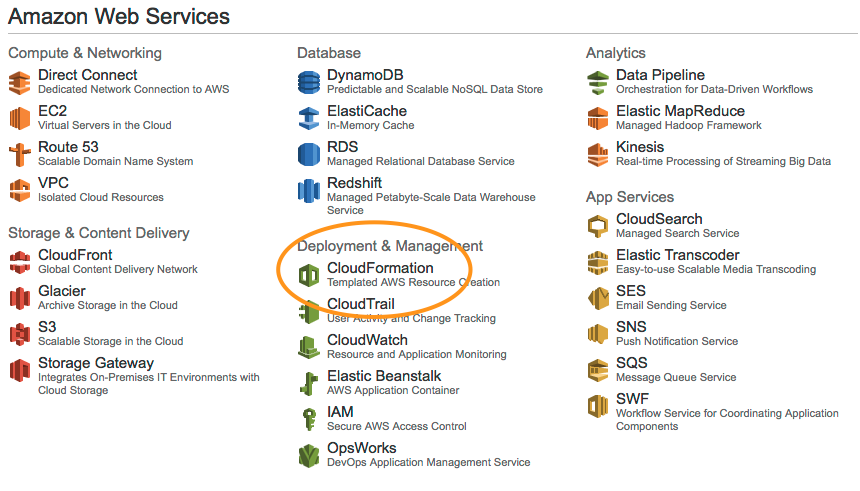 Amazon Web Services
Compute & Networking
Direct Connect
Dedicated Network Connection to AWS
EC2
Virtual Servers in the Cloud
Route 53
Scalable Domain Name System
VPC
Isolated Cloud Resources
Storage & Content Delivery
CloudFront
Global Content Delivery Network
Glacier
Archive Storage in the Cloud
S3
Scalable Storage in the Cloud
Storage Gateway
Integrates On-Premises IT Environments with
Cloud Storage
Database
DynamoDB
Predictable and Scalable NoSQL Data Store
ElastiCache
In-Memory Cache
RDS
Managed Relational Database Service
Redshift
Managed Petabyte-Scale Data Warehouse
Service
Deployment & Management
CloudFormation
Templated AWS Resource Creation
CloudTrail
User Activity and Change Tracking
CloudWatch
Resource and Application Monitoring
Elastic Beanstalk
AWS Application Container
IAM
Secure AWS Access Control
OpsWorks
DevOps Application Management Service
Analytics
Data Pipeline
Orchestration for Data-Driven Workflows
Elastic MapReduce
Managed Hadoop Framework
Kinesis
Real-time Processing of Streaming Big Data
App Services
CloudSearch
Managed Search Service
Elastic Transcoder
Easy-to-use Scalable Media Transcoding
SES
Email Sending Service
SNS
Push Notification Service
SQS
Message Queue Service
SWF
Workflow Service for Coordinating Application
Components